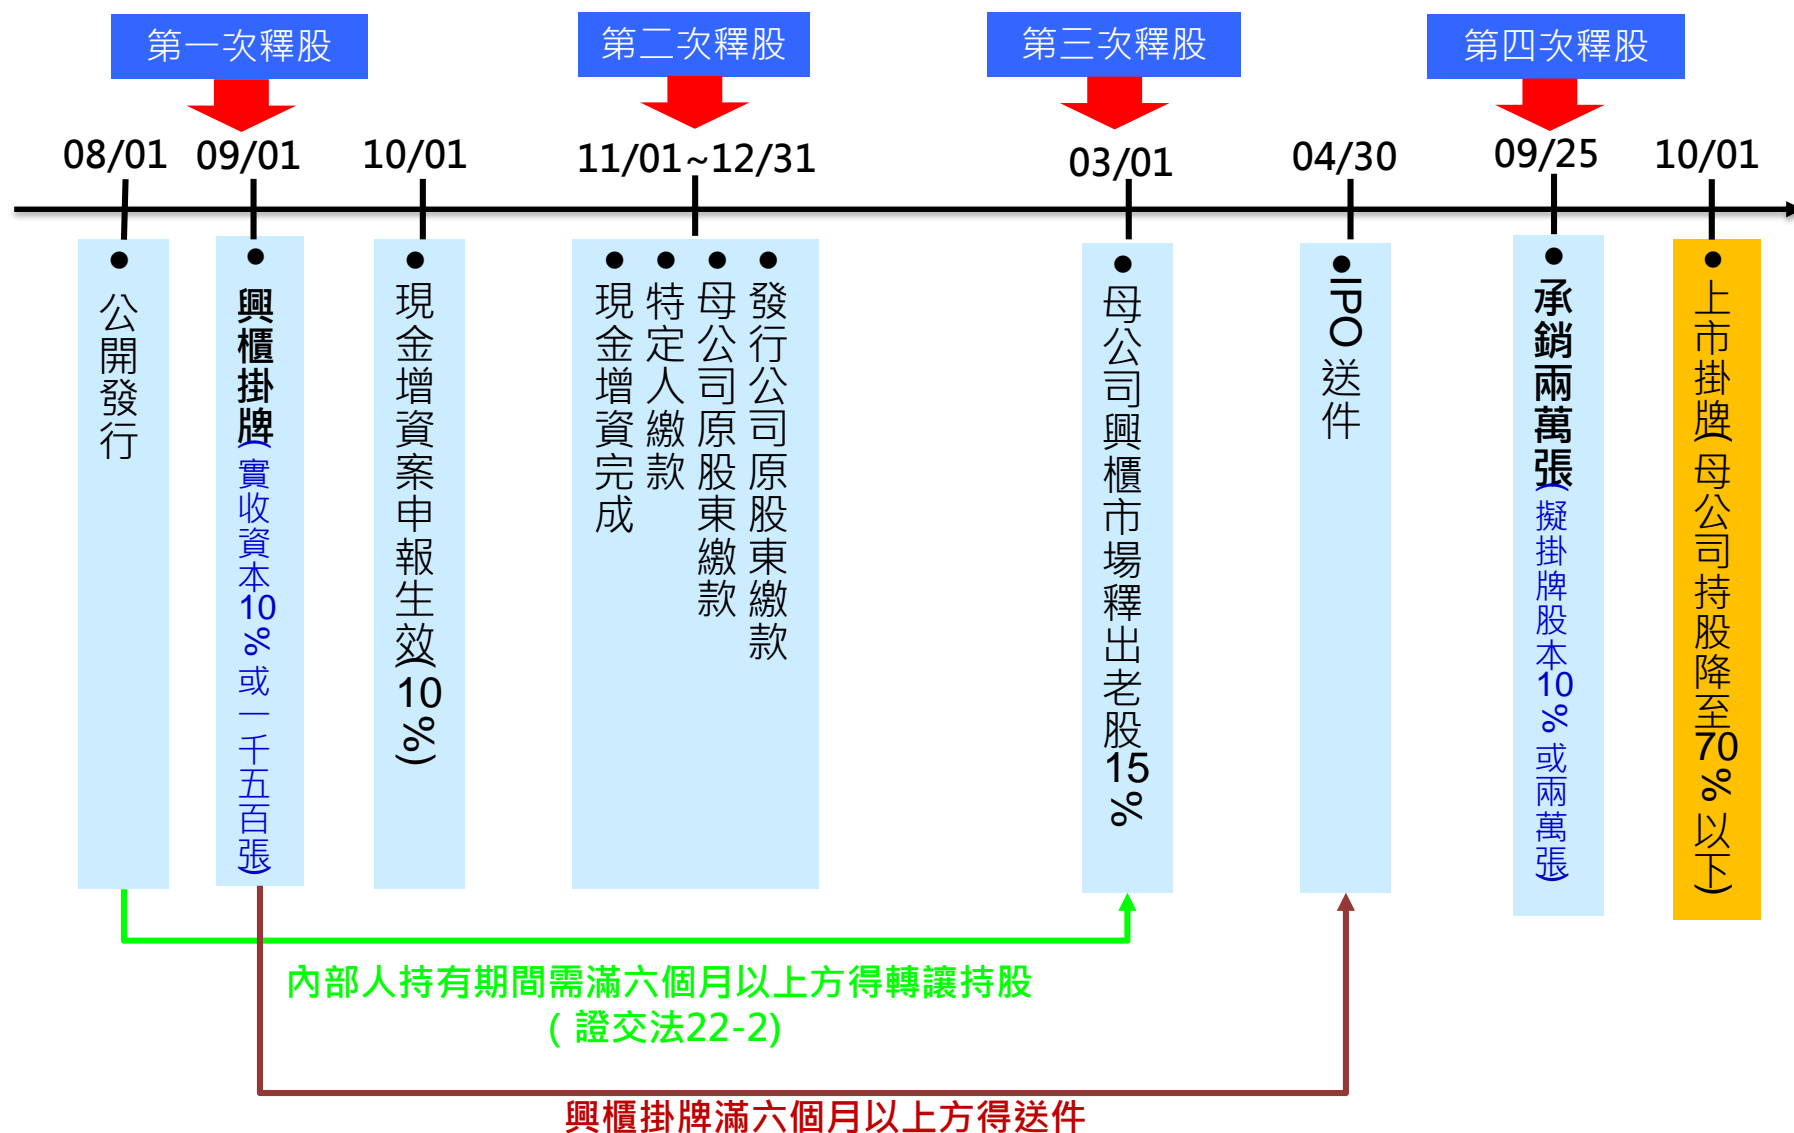 第一次釋股
第二次釋股
第三次釋股
第四次釋股
08/01
09/01
10/01
11/01~12/31
03/01
04/30
09/25
10/01
●公開發行
●興櫃掛牌(實收資本10%或一千五百張)
●現金增資案申報生效(10%)
●發行公司原股東繳款
●母公司原股東繳款
●特定人繳款
●現金增資完成
●母公司興櫃市場釋出老股15%
●IPO送件
●承銷兩萬張(擬掛牌股本10%或兩萬張)
●上市掛牌(母公司持股降至70%以下)
內部人持有期間需滿六個月以上方得轉讓持股
( 證交法22-2)
興櫃掛牌滿六個月以上方得送件